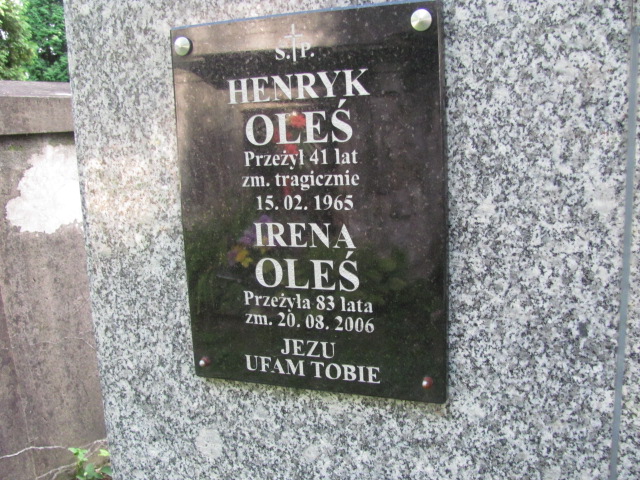 Ś. P.
HENRYK
OLEŚ
Przeżył 41 lat
zm. tragicznie
15. 02. 1965
IRENA
OLEŚ
Przeżyła 83 lata
zm. 20. 08. 2006
JEZU
UFAM TOBIE